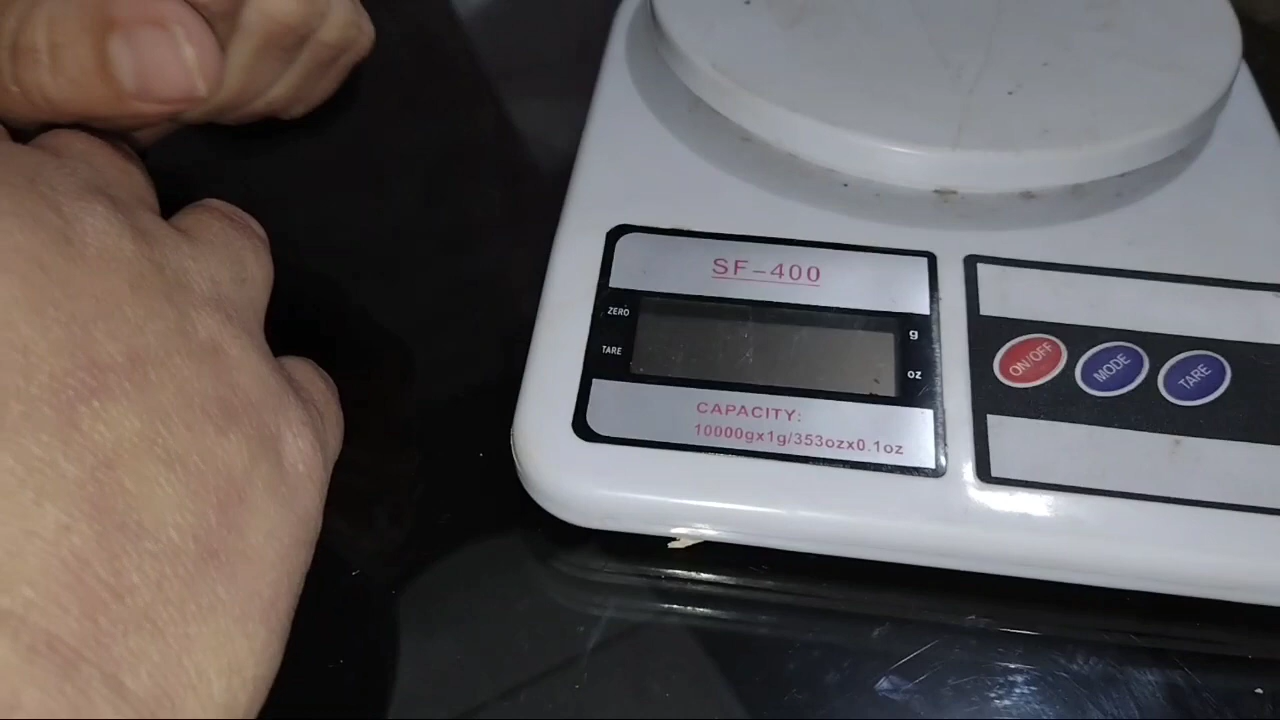 SF-400
ZERO
g
TARE
oz
CAPACITY:
10000gx1g/353ozx0.1oz
ON/OFF
MODE
TARE